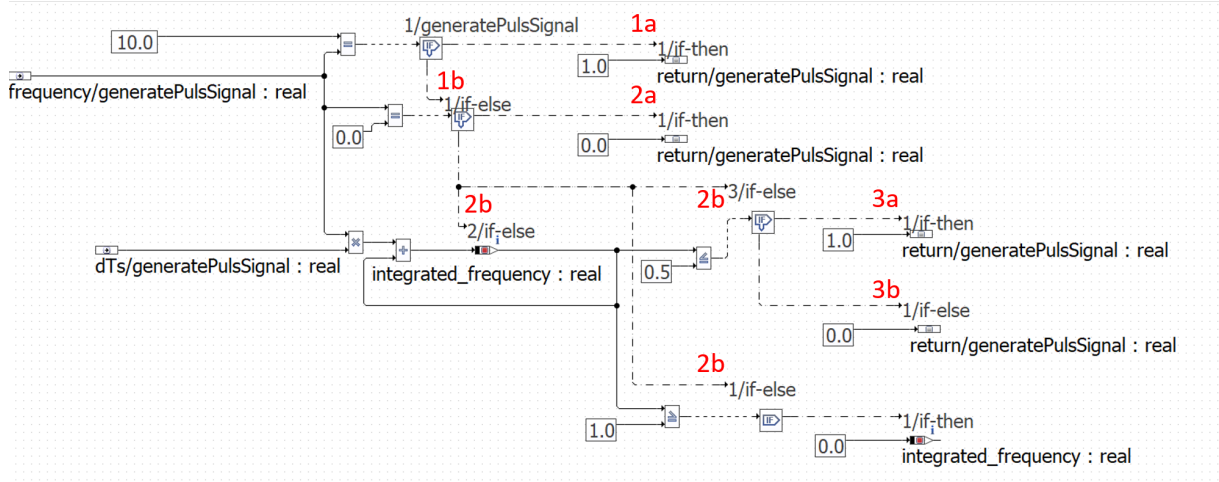 1/generatePulsSignal
1a
10.0
1/if-then
1.0
return/generatePulsSignal : real
frequency/generatePulsSignal : real
1b
1/if-else
2a
1/if-then
0.0
0.0
return/generatePulsSignal : real
2b
2b
3/if-else
3a
2/if-else
1/if-then
1.0
return/generatePulsSignal : real
dTs/generatePulsSignal : real
integrated_frequency : real
0.5
3b
1/if-else
0.0
return/generatePulsSignal : real
2b
1/if-else
1.0
1/if-then
0.0
integrated_frequency : real